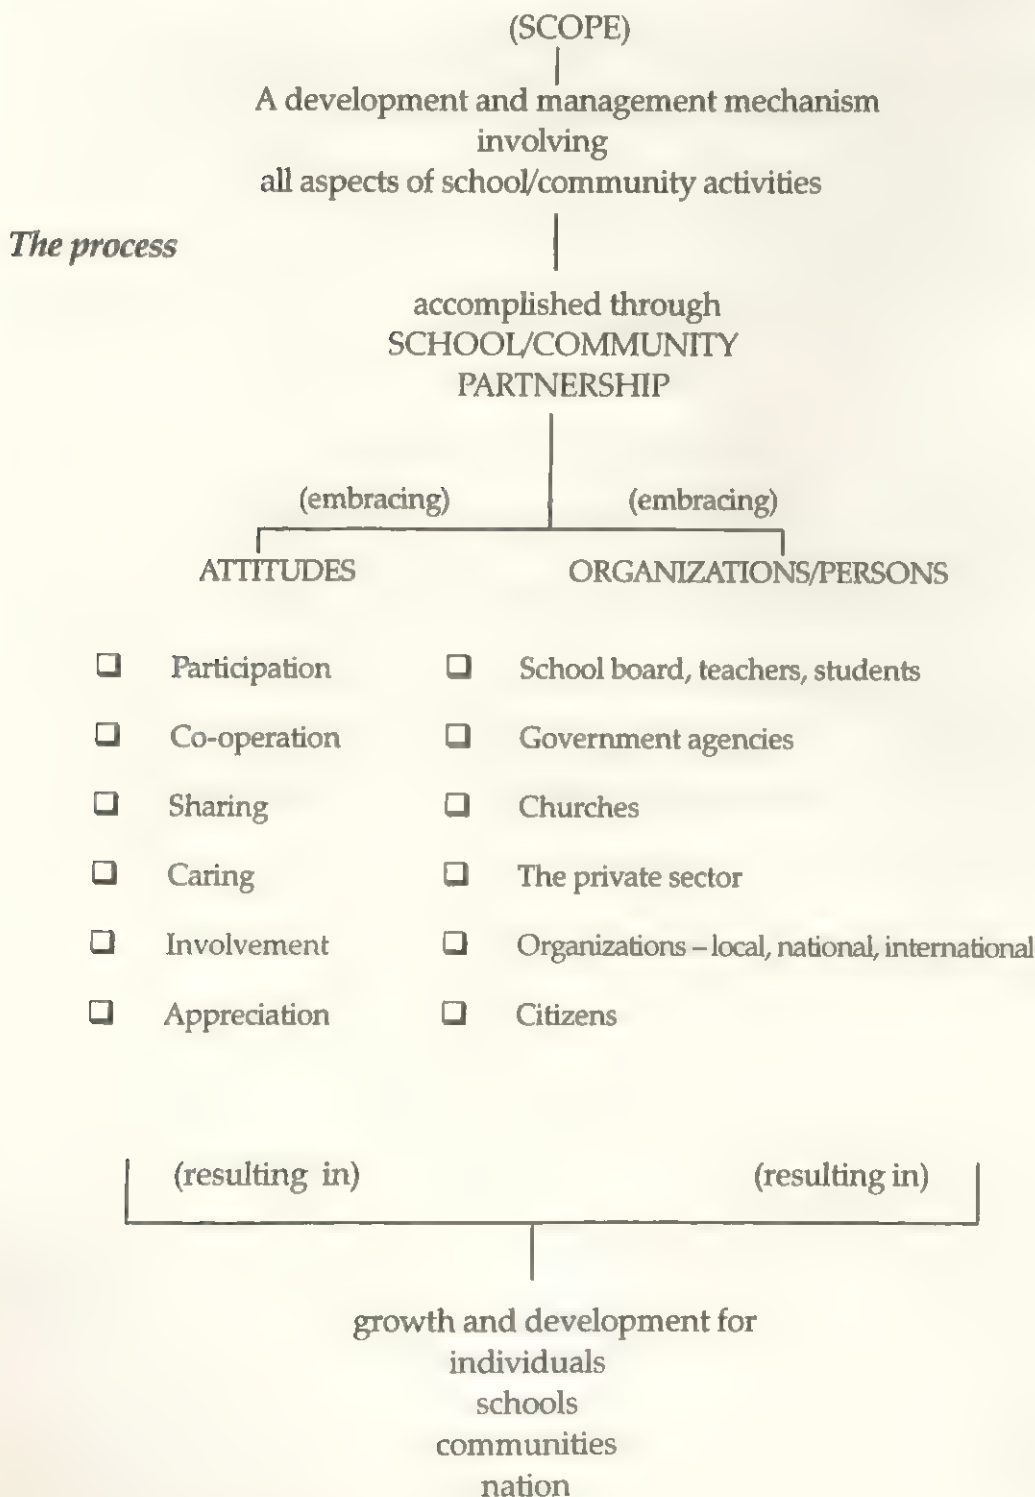 (SCOPE)
A development and management mechanism
involving
all aspects of school/community activities
The process
accomplished through
SCHOOL/COMMUNITY
PARTNERSHIP
(embracing) (embracing)
ATTITUDES ORGANIZATIONS/PERSONS
❑ Participation ❑ School board, teachers, students
❑ Co-operation ❑ Government agencies
❑ Sharing ❑ Churches
❑ Caring ❑ The private sector
❑ Involvement ❑ Organizations – local, national, international
❑ Appreciation ❑ Citizens
(resulting in) (resulting in)
growth and development for
individuals
schools
communities
nation